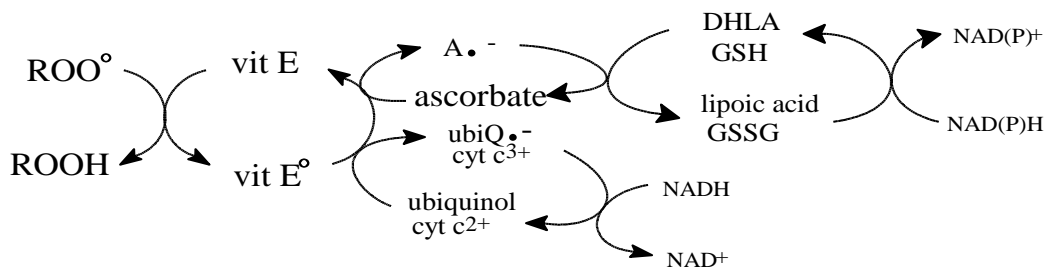 ROO°
ROOH
vit E
vit E°
A•-
ascorbate
ubiQ•-
cyt c3+
ubiquinol
cyt c2+
DHLA
GSH
lipoic acid
GSSG
NADH
NAD+
NAD(P)+
NAD(P)H